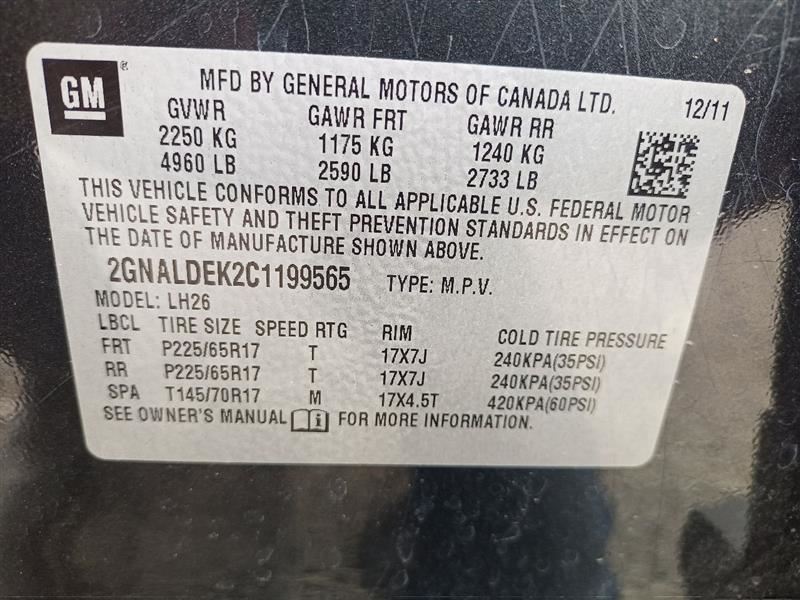 GM®
MFD BY GENERAL MOTORS OF CANADA LTD. 12/11
GVWR GAWR FRT GAWR RR
2250 KG 1175 KG 1240 KG
4960 LB 2590 LB 2733 LB
THIS VEHICLE CONFORMS TO ALL APPLICABLE U.S. FEDERAL MOTOR
VEHICLE SAFETY AND THEFT PREVENTION STANDARDS IN EFFECT ON
THE DATE OF MANUFACTURE SHOWN ABOVE.
2GNALDEK2C1199565 TYPE: M.P.V.
MODEL: LH26
LBCL TIRE SIZE SPEED RTG RIM COLD TIRE PRESSURE
FRT P225/65R17 T 17X7J 240KPA(35PSI)
RR P225/65R17 T 17X7J 240KPA(35PSI)
SPA T145/70R17 M 17X4.5T 420KPA(60PSI)
SEE OWNER'S MANUAL i FOR MORE INFORMATION.